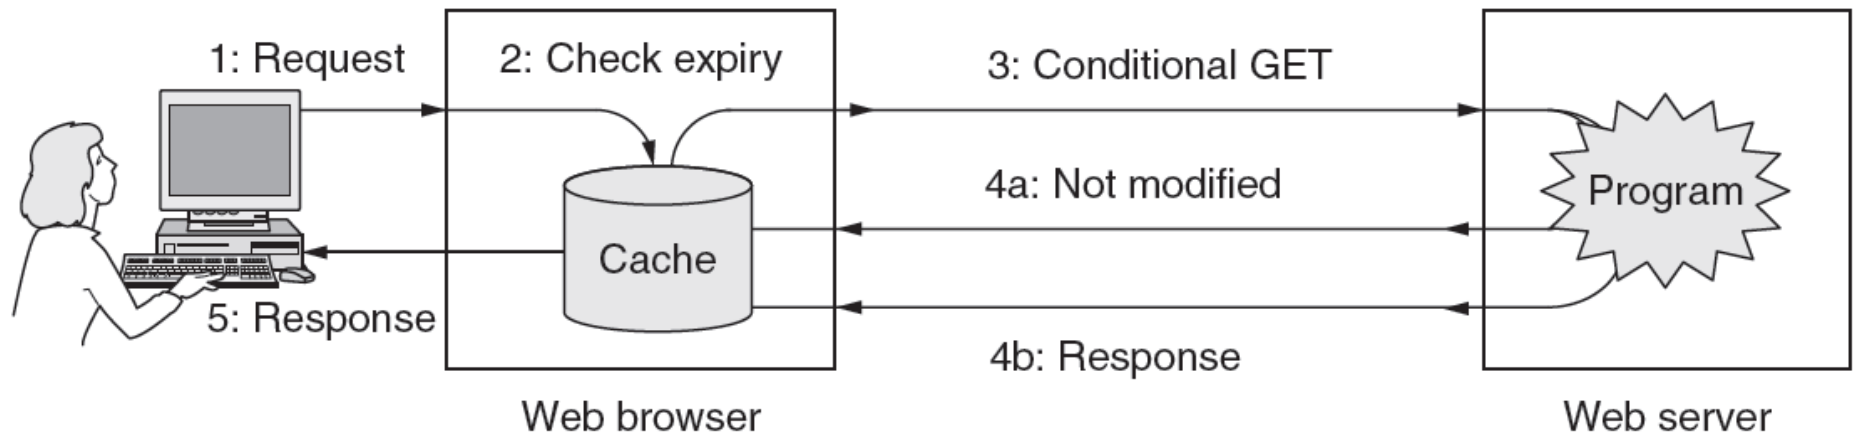 1: Request
2: Check expiry
3: Conditional GET
4a: Not modified
Program
Cache
5: Response
4b: Response
Web browser
Web server